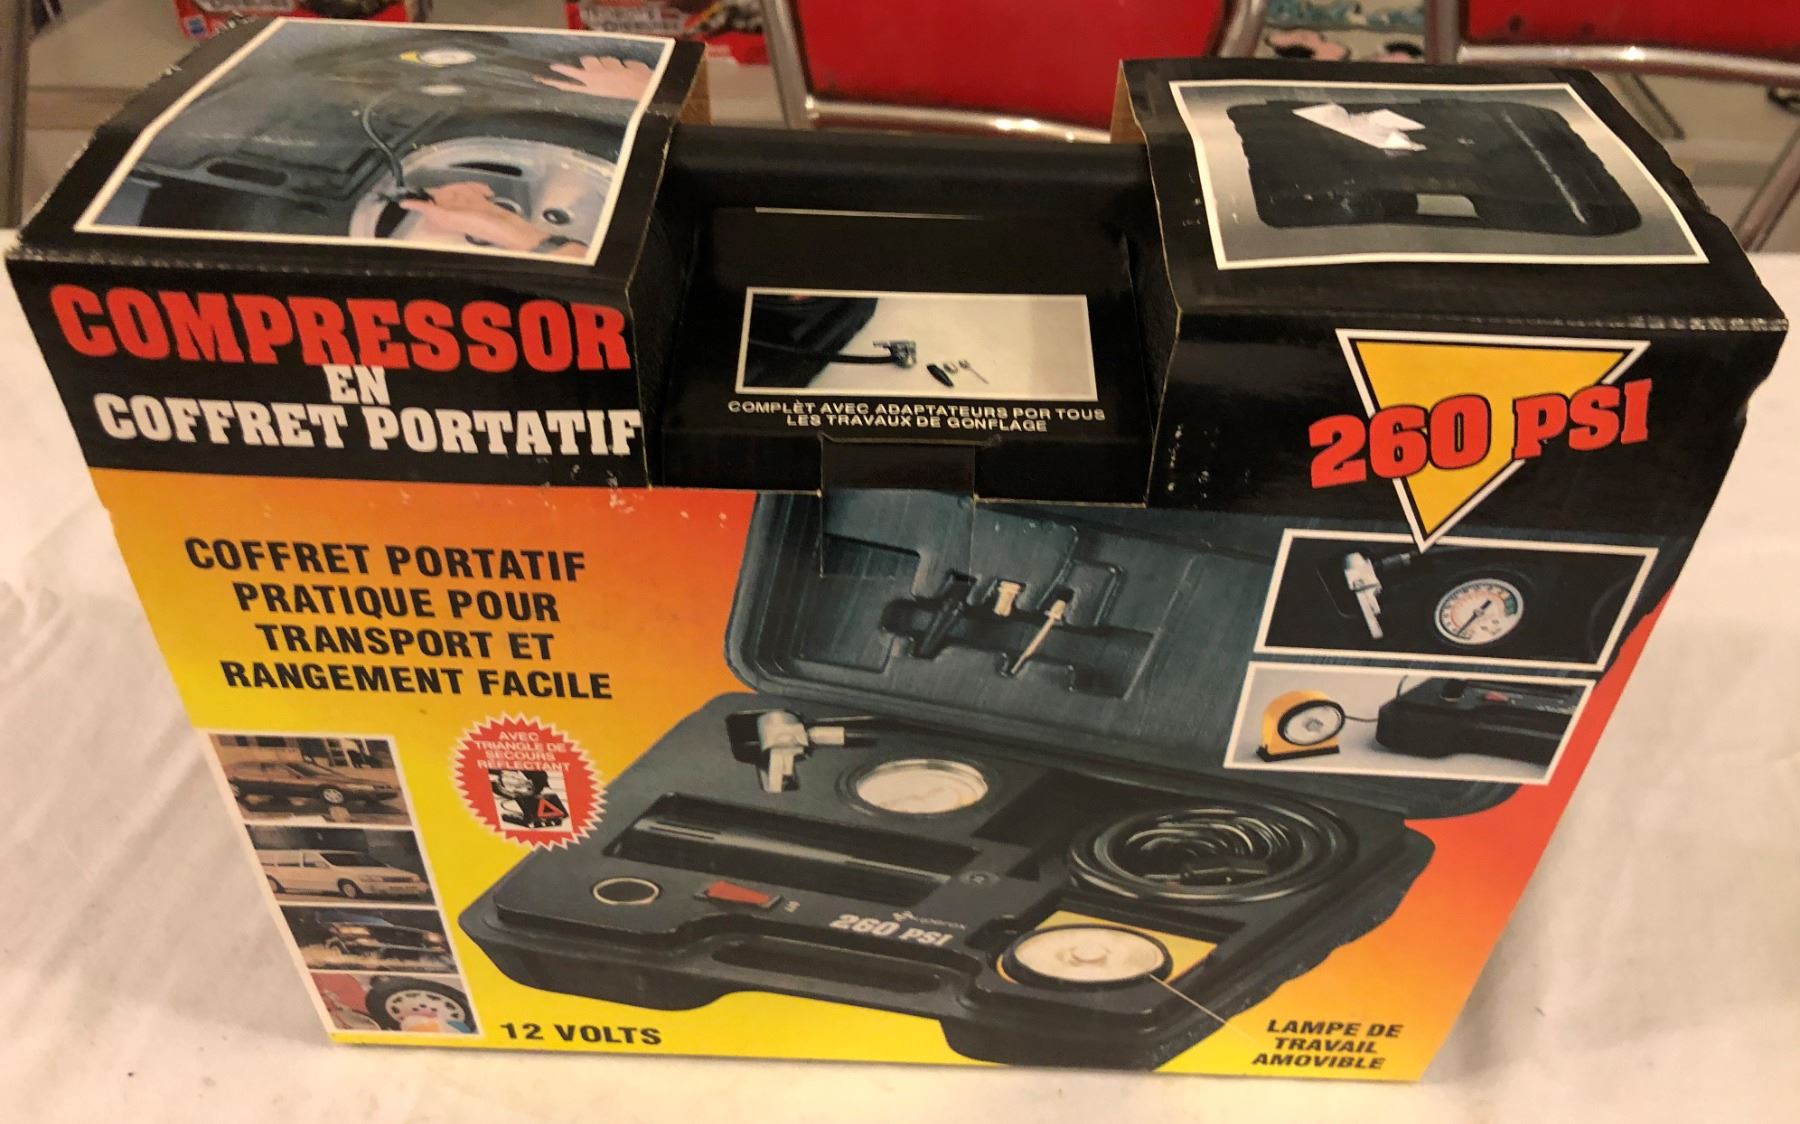 COMPRESSOR
EN
COFFRET PORTATIF
COMPLÈT AVEC ADAPTATEURS POR TOUS
LES TRAVAUX DE GONFLAGE
260 PSI
COFFRET PORTATIF
PRATIQUE POUR
TRANSPORT ET
RANGEMENT FACILE
AVEC
TRIANGLE DE
SECOURS
RÉFLECTANT
260 PSI
12 VOLTS
LAMPE DE
TRAVAIL
AMOVIBLE